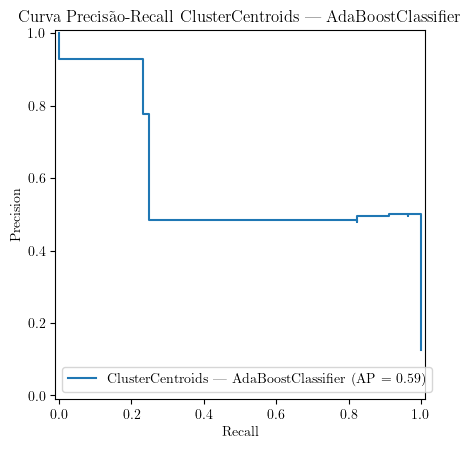 Curva Precisão-Recall ClusterCentroids — AdaBoostClassifier
1.0
0.8
0.6
0.4
0.2
0.0
Precision
ClusterCentroids — AdaBoostClassifier (AP = 0.59)
0.0 0.2 0.4 0.6 0.8 1.0
Recall